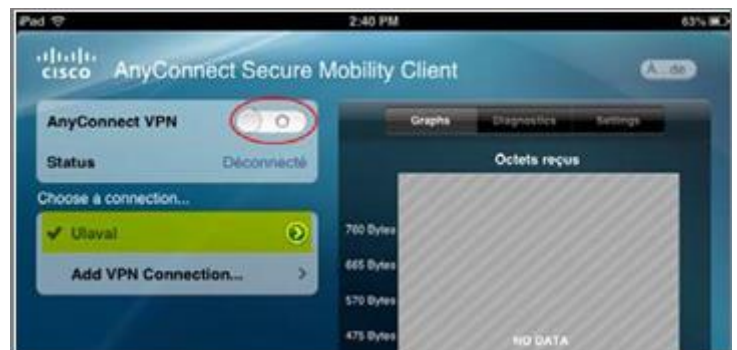 iPad 2:40 PM 63%
cisco AnyConnect Secure Mobility Client
AnyConnect VPN
Status Déconnecté
Choose a connection...
Ulaval
Add VPN Connection...
Graphs Diagnostics Settings
Octets reçus
760 Bytes
665 Bytes
570 Bytes
475 Bytes
NO DATA